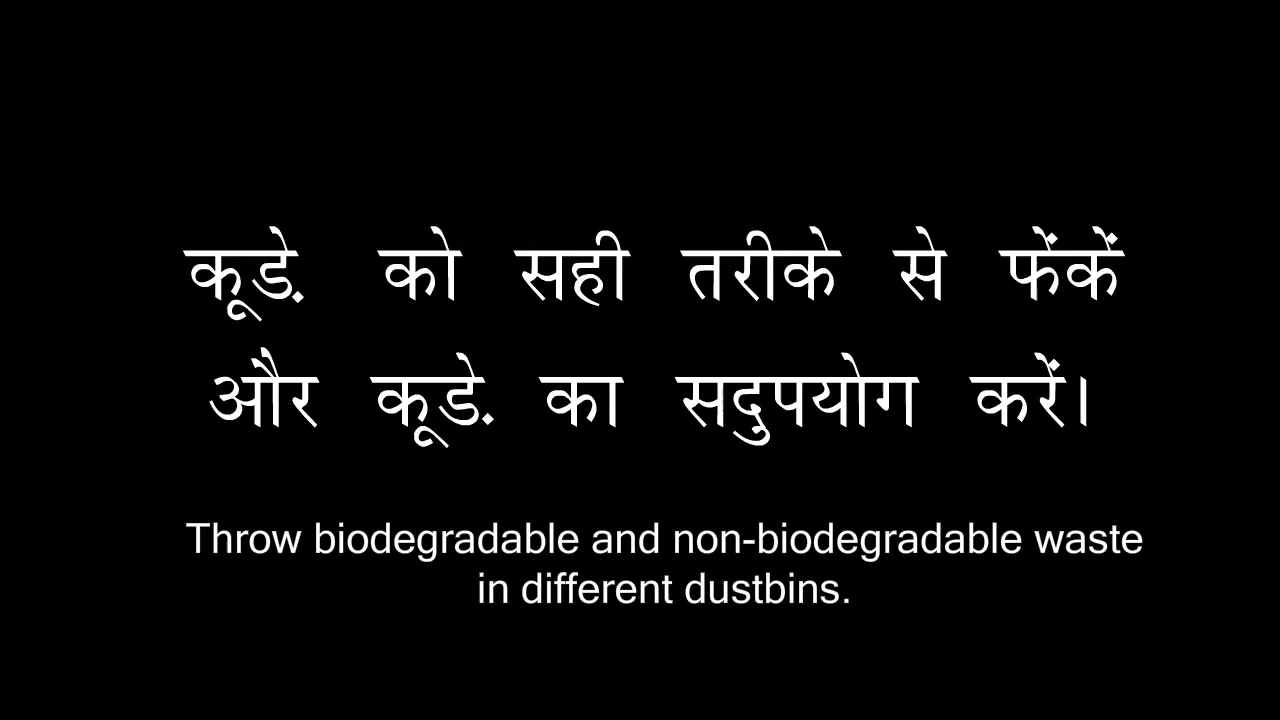 कूड़े को सही तरीके से फेंकें
और कूड़े का सदुपयोग करें।
Throw biodegradable and non-biodegradable waste
in different dustbins.